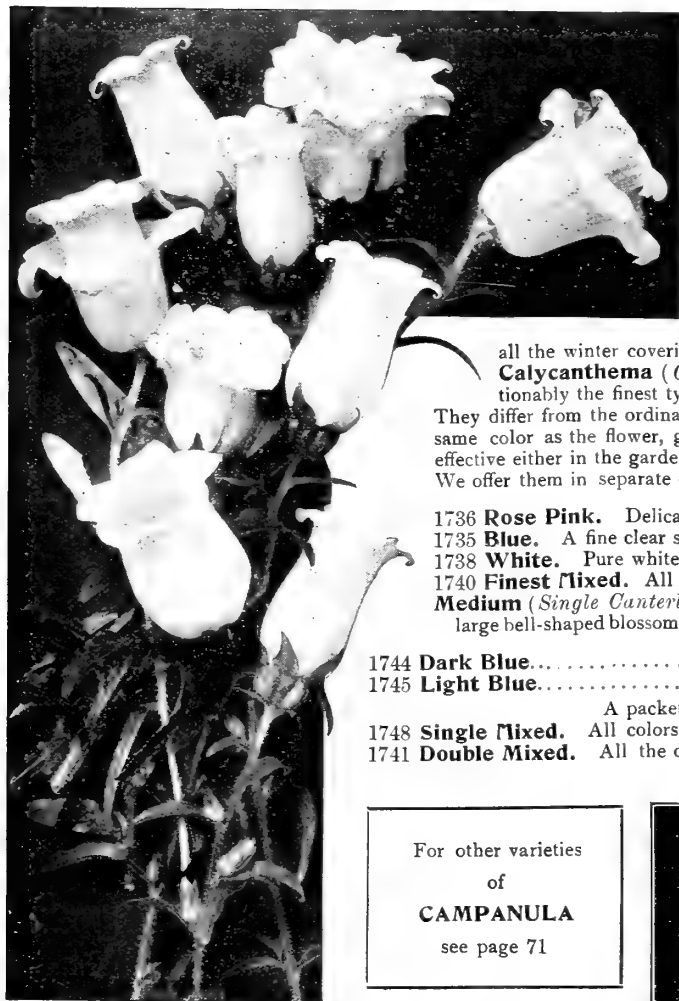 all the winter coveri
Calycanthema (
tionably the finest ty
They differ from the ordina
same color as the flower, g
effective either in the garde
We offer them in separate
1736 Rose Pink. Delica
1735 Blue. A fine clear s
1738 White. Pure white
1740 Finest Mixed. All
Medium (Single Canterl
large bell-shaped blossom
1744 Dark Blue..................
1745 Light Blue..................
A packet
1748 Single Mixed. All colors
1741 Double Mixed. All the c
For other varieties
of
CAMPANULA
see page 71